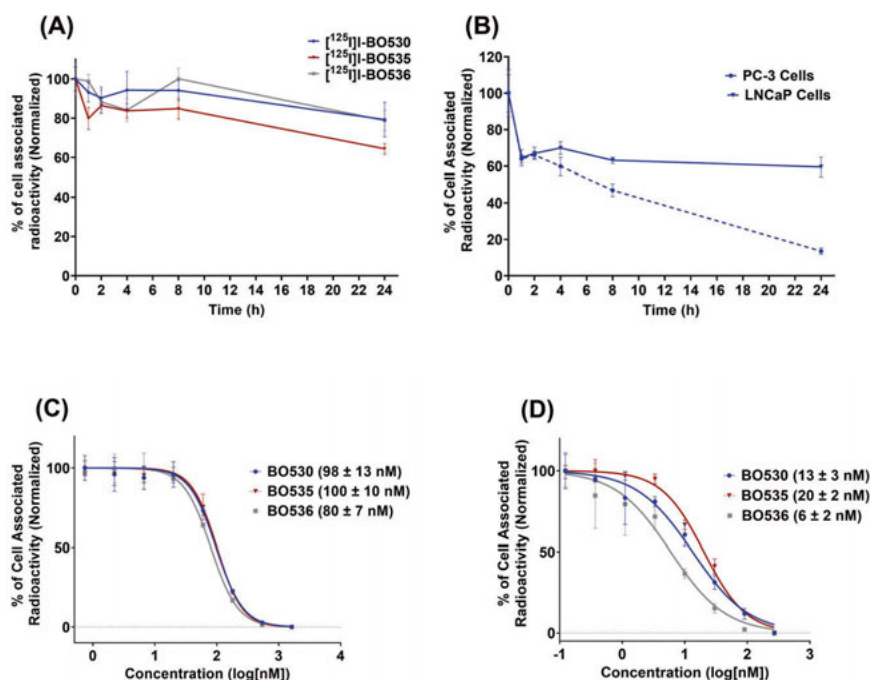 (A)
[125I]I-BO530
[125I]I-BO535
[125I]I-BO536
% of cell associated
radioactivity (Normalized)
100
80
60
40
20
0
0 2 4 6 8 10 12 14 16 18 20 22 24
Time (h)
(B)
PC-3 Cells
LNCaP Cells
% of Cell Associated
Radioactivity (Normalized)
120
100
80
60
40
20
0
0 2 4 6 8 10 12 14 16 18 20 22 24
Time (h)
(C)
BO530 (98 ± 13 nM)
BO535 (100 ± 10 nM)
BO536 (80 ± 7 nM)
% of Cell Associated
Radioactivity (Normalized)
100
50
0
0 1 2 3 4
Concentration (log[nM])
(D)
BO530 (13 ± 3 nM)
BO535 (20 ± 2 nM)
BO536 (6 ± 2 nM)
% of Cell Associated
Radioactivity (Normalized)
100
50
0
-1 0 1 2 3
Concentration (log[nM])